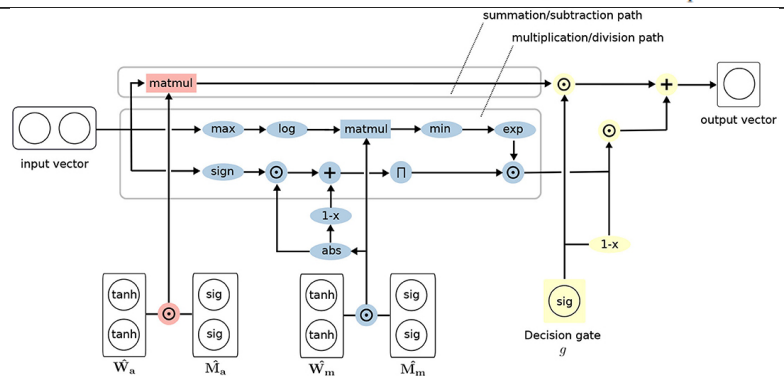 summation/subtraction path
multiplication/division path
matmul
⊙
+
output vector
input vector
max
log
matmul
min
exp
⊙
sign
⊙
+
∏
⊙
1-x
abs
1-x
tanh
sig
tanh
sig
sig
⊙
⊙
tanh
sig
tanh
sig
Decision gate
g
Ŵa
M̂a
Ŵm
M̂m